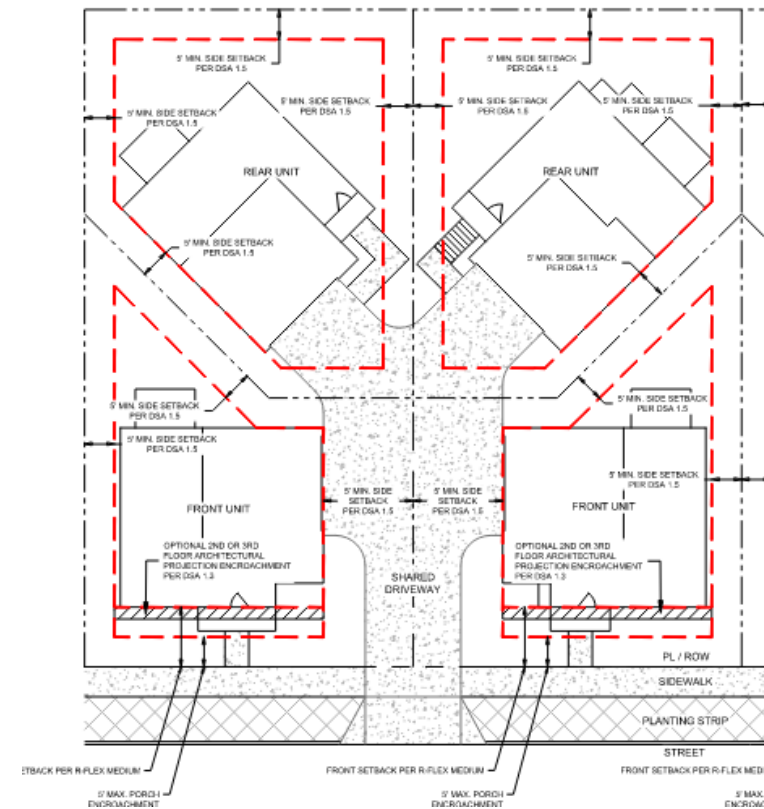 5' MIN. SIDE SETBACK
PER DSA 1.5
5' MIN. SIDE SETBACK
PER DSA 1.5
5' MIN. SIDE SETBACK
PER DSA 1.5
5' MIN. SIDE SETBACK
PER DSA 1.5
5' MIN. SIDE SETBACK
PER DSA 1.5
5' MIN. SIDE SETBACK
PER DSA 1.5
REAR UNIT
REAR UNIT
5' MIN. SIDE SETBACK
PER DSA 1.5
5' MIN. SIDE SETBACK
PER DSA 1.5
5' MIN. SIDE SETBACK
PER DSA 1.5
5' MIN. SIDE SETBACK
PER DSA 1.5
5' MIN. SIDE SETBACK
PER DSA 1.5
5' MIN. SIDE SETBACK
PER DSA 1.5
5' MIN. SIDE
SETBACK
PER DSA 1.5
5' MIN. SIDE
SETBACK
PER DSA 1.5
FRONT UNIT
FRONT UNIT
OPTIONAL 2ND OR 3RD
FLOOR ARCHITECTURAL
PROJECTION ENCROACHMENT
PER DSA 1.3
OPTIONAL 2ND OR 3RD
FLOOR ARCHITECTURAL
PROJECTION ENCROACHMENT
PER DSA 1.3
SHARED
DRIVEWAY
PL / ROW
SIDEWALK
PLANTING STRIP
STREET
ETBACK PER R-FLEX MEDIUM
FRONT SETBACK PER R-FLEX MEDIUM
FRONT SETBACK PER R-FLEX MED
5' MAX. PORCH
ENCROACHMENT
5' MAX. PORCH
ENCROACHMENT
5' MAX.
ENCROAC